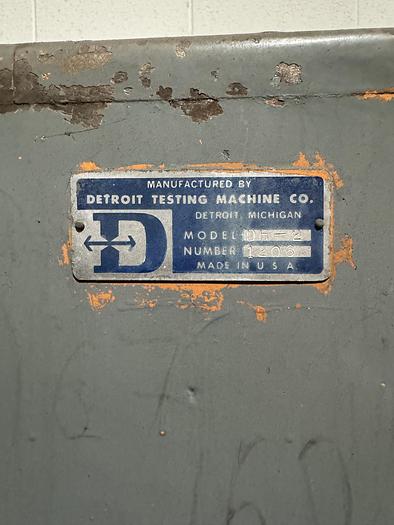 MANUFACTURED BY
DETROIT TESTING MACHINE CO.
DETROIT, MICHIGAN
D
MODEL
NUMBER
MADE IN U.S.A.